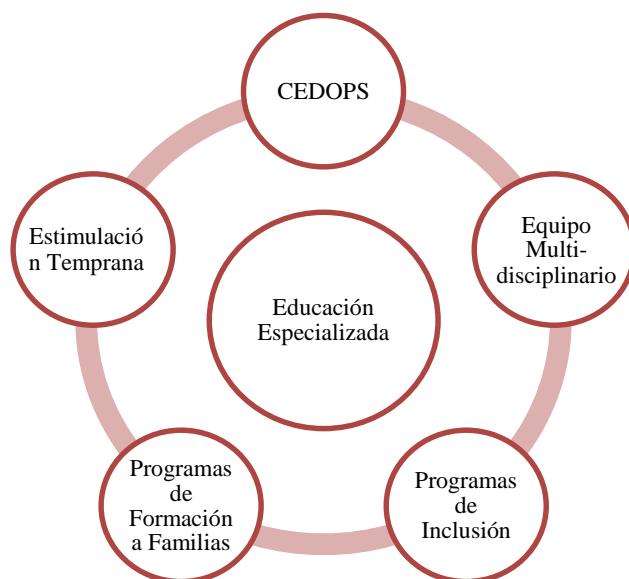 CEDOPS
Equipo
Multi-
disciplinario
Programas
de
Inclusión
Programas
de
Formación
a Familias
Estimulació
n Temprana
Educación
Especializada